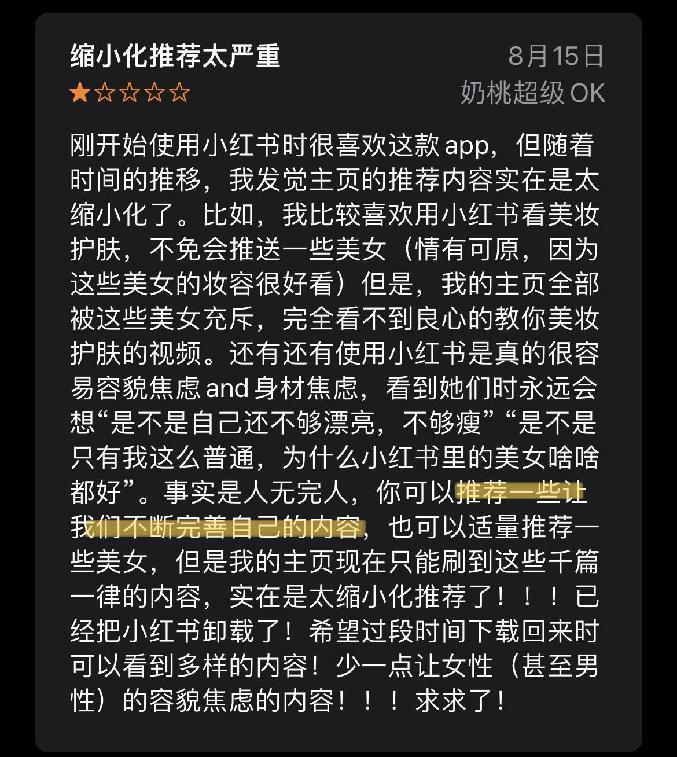 缩小化推荐太严重
8月15日
★☆☆☆☆
奶桃超级OK
刚开始使用小红书时很喜欢这款app，但随着
时间的推移，我发觉主页的推荐内容实在是太
缩小化了。比如，我比较喜欢用小红书看美妆
护肤，不免会推送一些美女（情有可原，因为
这些美女的妆容很好看）但是，我的主页全部
被这些美女充斥，完全看不到良心的教你美妆
护肤的视频。还有还有使用小红书是真的很容
易容貌焦虑and身材焦虑，看到她们时永远会
想“是不是自己还不够漂亮，不够瘦” “是不是
只有我这么普通，为什么小红书里的美女啥啥
都好”。事实是人无完人，你可以推荐一些让
我们不断完善自己的内容，也可以适量推荐一
些美女，但是我的主页现在只能刷到这些千篇
一律的内容，实在是太缩小化推荐了！！！已
经把小红书卸载了！希望过段时间下载回来时
可以看到多样的内容！少一点让女性（甚至男
性）的容貌焦虑的内容！！！求求了！